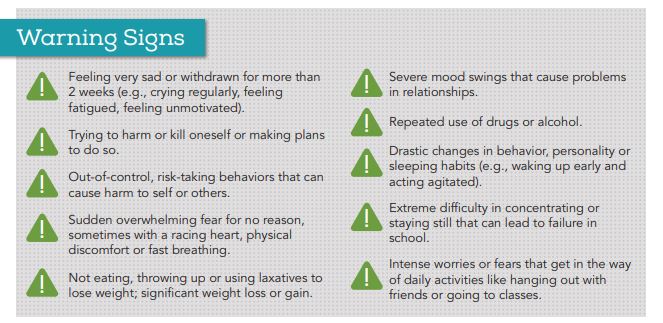 Warning Signs
Feeling very sad or withdrawn for more than
2 weeks (e.g., crying regularly, feeling
fatigued, feeling unmotivated).
Trying to harm or kill oneself or making plans
to do so.
Out-of-control, risk-taking behaviors that can
cause harm to self or others.
Sudden overwhelming fear for no reason,
sometimes with a racing heart, physical
discomfort or fast breathing.
Not eating, throwing up or using laxatives to
lose weight; significant weight loss or gain.
Severe mood swings that cause problems
in relationships.
Repeated use of drugs or alcohol.
Drastic changes in behavior, personality or
sleeping habits (e.g., waking up early and
acting agitated).
Extreme difficulty in concentrating or
staying still that can lead to failure in
school.
Intense worries or fears that get in the way
of daily activities like hanging out with
friends or going to classes.